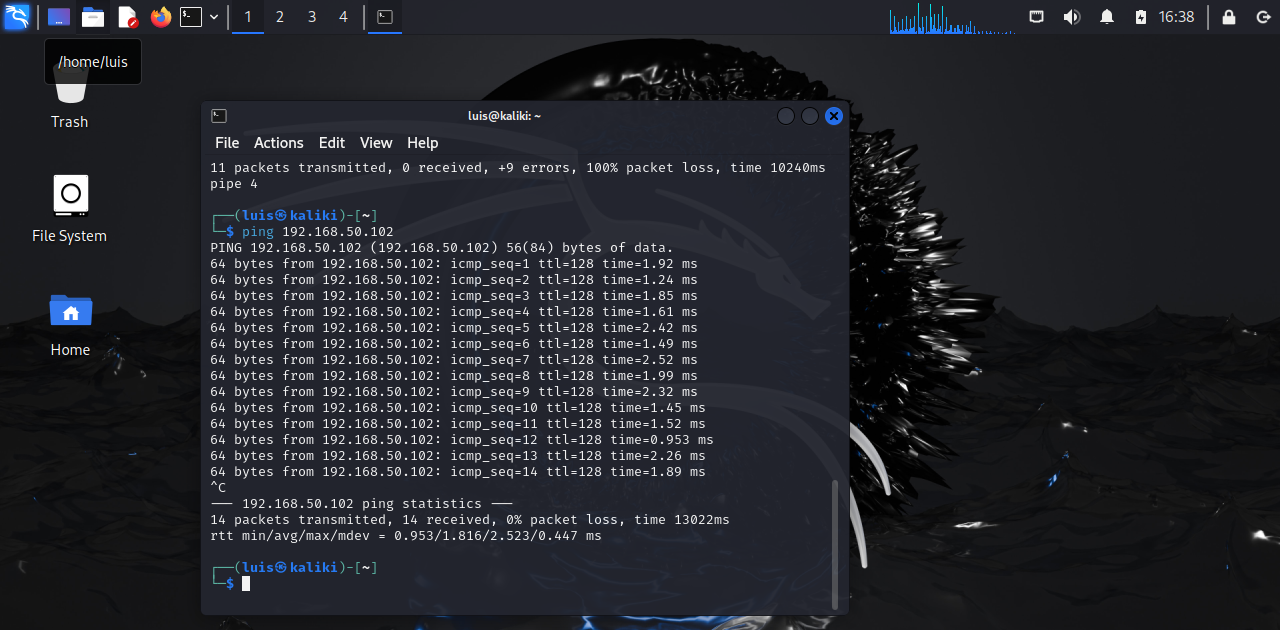 1 2 3 4
16:38
/home/luis
Trash
File System
Home
luis@kaliki: ~
File Actions Edit View Help
11 packets transmitted, 0 received, +9 errors, 100% packet loss, time 10240ms
pipe 4
┌──(luis㉿kaliki)-[~]
└─$ ping 192.168.50.102
PING 192.168.50.102 (192.168.50.102) 56(84) bytes of data.
64 bytes from 192.168.50.102: icmp_seq=1 ttl=128 time=1.92 ms
64 bytes from 192.168.50.102: icmp_seq=2 ttl=128 time=1.24 ms
64 bytes from 192.168.50.102: icmp_seq=3 ttl=128 time=1.85 ms
64 bytes from 192.168.50.102: icmp_seq=4 ttl=128 time=1.61 ms
64 bytes from 192.168.50.102: icmp_seq=5 ttl=128 time=2.42 ms
64 bytes from 192.168.50.102: icmp_seq=6 ttl=128 time=1.49 ms
64 bytes from 192.168.50.102: icmp_seq=7 ttl=128 time=2.52 ms
64 bytes from 192.168.50.102: icmp_seq=8 ttl=128 time=1.99 ms
64 bytes from 192.168.50.102: icmp_seq=9 ttl=128 time=2.32 ms
64 bytes from 192.168.50.102: icmp_seq=10 ttl=128 time=1.45 ms
64 bytes from 192.168.50.102: icmp_seq=11 ttl=128 time=1.52 ms
64 bytes from 192.168.50.102: icmp_seq=12 ttl=128 time=0.953 ms
64 bytes from 192.168.50.102: icmp_seq=13 ttl=128 time=2.26 ms
64 bytes from 192.168.50.102: icmp_seq=14 ttl=128 time=1.89 ms
^C
--- 192.168.50.102 ping statistics ---
14 packets transmitted, 14 received, 0% packet loss, time 13022ms
rtt min/avg/max/mdev = 0.953/1.816/2.523/0.447 ms
┌──(luis㉿kaliki)-[~]
└─$